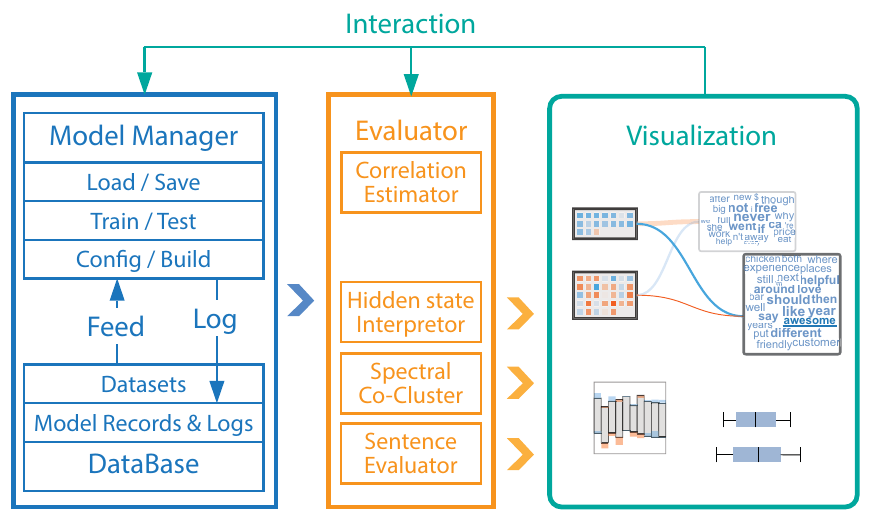 Interaction
Model Manager
Load / Save
Train / Test
Config / Build
Feed
Log
Datasets
Model Records & Logs
DataBase
Evaluator
Correlation
Estimator
Hidden state
Interpretor
Spectral
Co-Cluster
Sentence
Evaluator
Visualization
after new $ though
big not free
never why
we full went if ca 're
she price
work n't away eat
help
chicken both where
experience places
still next helpful
around love
bar should then
well like year
say awesome
years
put different
friendly customer